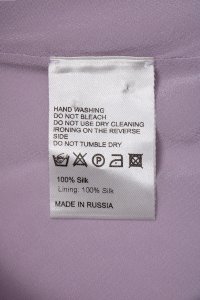 HAND WASHING
DO NOT BLEACH
DO NOT USE DRY CLEANING
IRONING ON THE REVERSE
SIDE
DO NOT TUMBLE DRY
100% Silk
Lining: 100% Silk
MADE IN RUSSIA